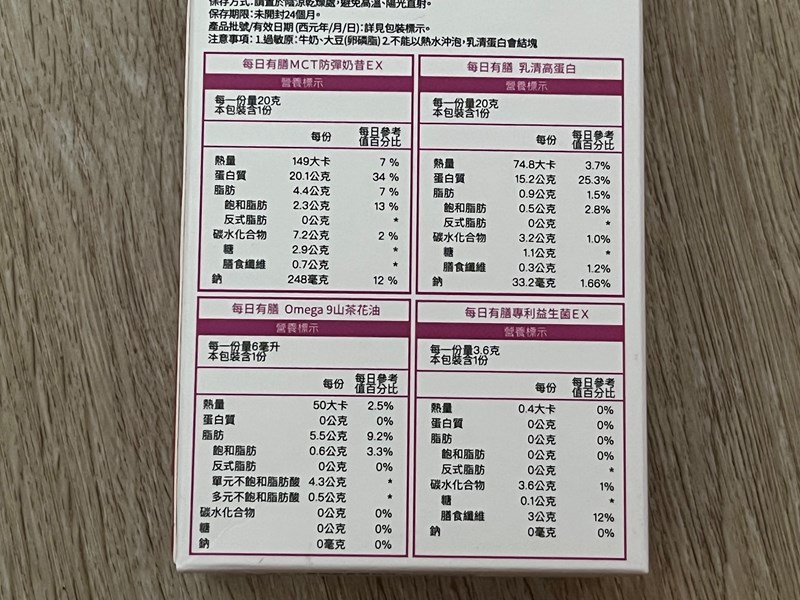 保存方式:請置於陰涼乾燥處,避免高溫、陽光直射。
保存期限:未開封24個月。
產品批號/有效日期 (西元年/月/日):詳見包裝標示。
注意事項: 1.過敏原:牛奶、大豆(卵磷脂) 2.不能以熱水沖泡,乳清蛋白會結塊
每日有膳MCT防彈奶昔EX
營養標示
每一份量20克
本包裝含1份
每份 每日參考值百分比
熱量 149大卡 7 %
蛋白質 20.1公克 34 %
脂肪 4.4公克 7 %
飽和脂肪 2.3公克 13 %
反式脂肪 0公克 *
碳水化合物 7.2公克 2 %
糖 2.9公克 *
膳食纖維 0.7公克 *
鈉 248毫克 12 %
每日有膳 乳清高蛋白
營養標示
每一份量20克
本包裝含1份
每份 每日參考值百分比
熱量 74.8大卡 3.7%
蛋白質 15.2公克 25.3%
脂肪 0.9公克 1.5%
飽和脂肪 0.5公克 2.8%
反式脂肪 0公克 *
碳水化合物 3.2公克 1.0%
糖 1.1公克 *
膳食纖維 0.3公克 1.2%
鈉 33.2毫克 1.66%
每日有膳 Omega 9山茶花油
營養標示
每一份量6毫升
本包裝含1份
每份 每日參考值百分比
熱量 50大卡 2.5%
蛋白質 0公克 0%
脂肪 5.5公克 9.2%
飽和脂肪 0.6公克 3.3%
反式脂肪 0公克 0%
單元不飽和脂肪酸 4.3公克 *
多元不飽和脂肪酸 0.5公克 *
碳水化合物 0公克 0%
糖 0公克 0%
鈉 0毫克 0%
每日有膳專利益生菌EX
營養標示
每一份量3.6克
本包裝含1份
每份 每日參考值百分比
熱量 0.4大卡 0%
蛋白質 0公克 0%
脂肪 0公克 0%
飽和脂肪 0公克 0%
反式脂肪 0公克 *
碳水化合物 3.6公克 1%
糖 0.1公克 *
膳食纖維 3公克 12%
鈉 0毫克 0%